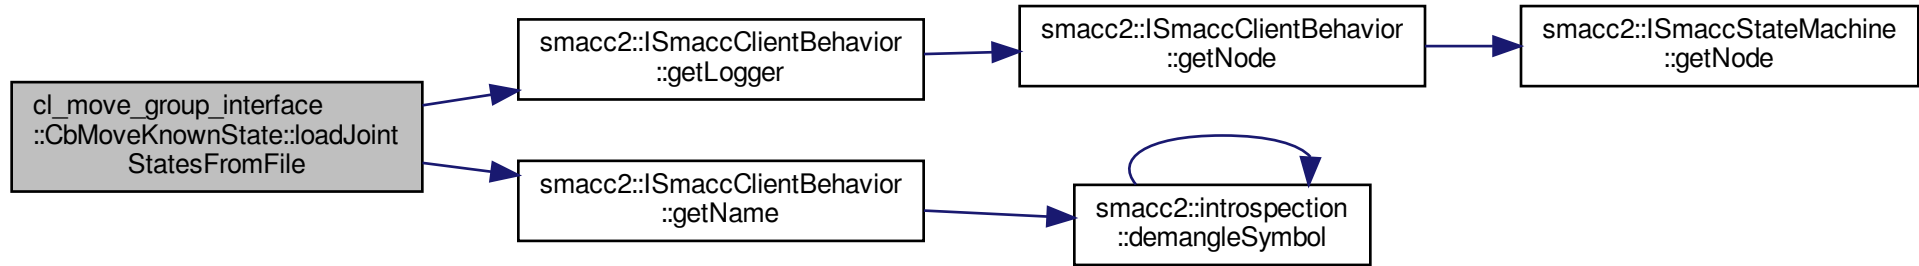 cl_move_group_interface
::CbMoveKnownState::loadJoint
StatesFromFile
smacc2::ISmaccClientBehavior
::getLogger
smacc2::ISmaccClientBehavior
::getNode
smacc2::ISmaccStateMachine
::getNode
smacc2::ISmaccClientBehavior
::getName
smacc2::introspection
::demangleSymbol